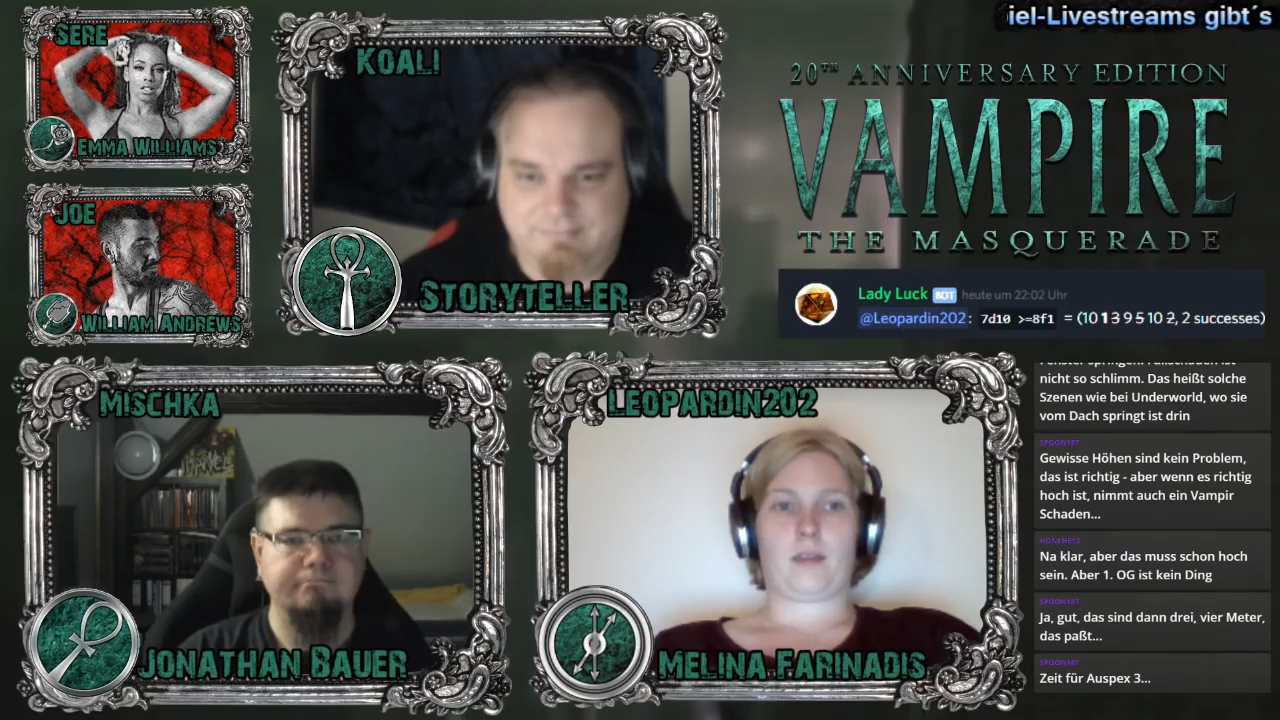 iel-Livestreams gibt´s
SERE
EMMA WILLIAMS
JOE
WILLIAM ANDREWS
KOALI
STORYTELLER
20TH ANNIVERSARY EDITION
VAMPIRE
THE MASQUERADE
Lady Luck BOT heute um 22:02 Uhr
@Leopardin202: 7d10 >=8f1 = (10 1 3 9 5 10 2, 2 successes)
MISCHKA
JONATHAN BAUER
LEOPARDIN202
MELINA FARINADIS
nicht so schlimm. Das heißt solche
Szenen wie bei Underworld, wo sie
vom Dach springt ist drin
SPOON187
Gewisse Höhen sind kein Problem,
das ist richtig - aber wenn es richtig
hoch ist, nimmt auch ein Vampir
Schaden...
Na klar, aber das muss schon hoch
sein. Aber 1. OG ist kein Ding
SPOON187
Ja, gut, das sind dann drei, vier Meter,
das paßt...
SPOON187
Zeit für Auspex 3...